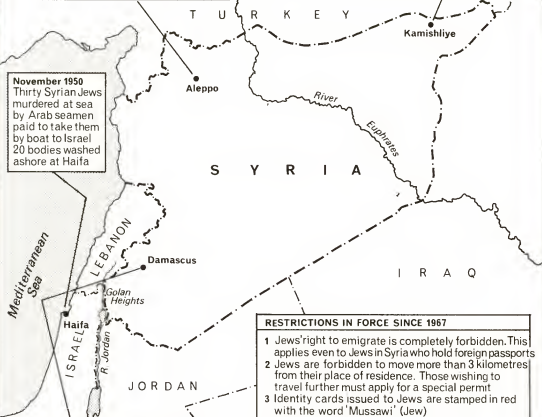 TURKEY
Kamishliye
November 1950
Thrity Syrian Jews
murdered at sea
by Arab seamen
paid to take them
by boat to Israel
20 bodies washed
ashore at Haifa
Aleppo
River
Euphrates
SYRIA
Mediterranean
Sea
LEBANON
Damascus
IRAQ
Golan
Heights
Haifa
ISRAEL
R. Jordan
JORDAN
RESTRICTIONS IN FORCE SINCE 1967
1 Jews' right to emigrate is completely forbidden. This
applies even to Jews in Syria who hold foreign passports
2 Jews are forbidden to move more than 3 kilometres
from their place of residence. Those wishing to
travel further must apply for a special permit
3 Identity cards issued to Jews are stamped in red
with the word 'Mussawi' (Jew)